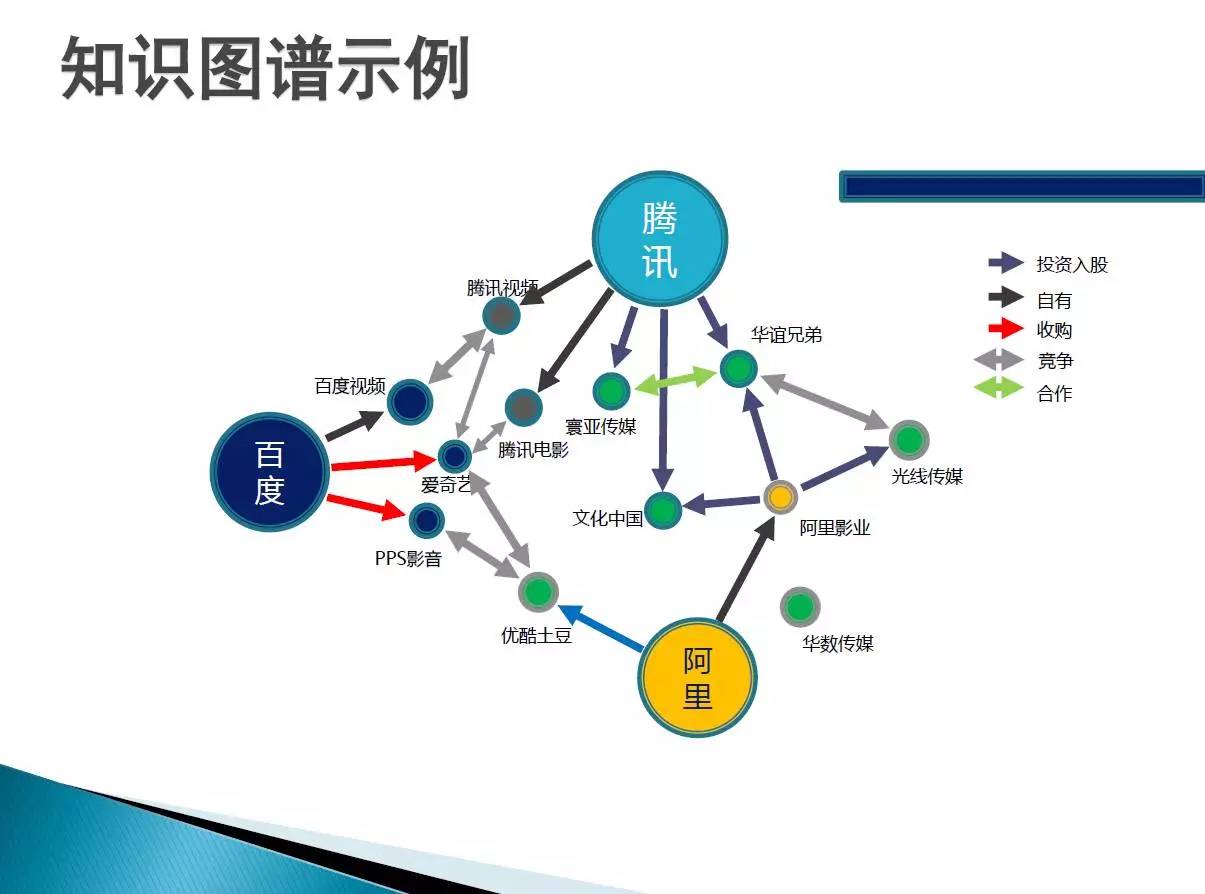 知识图谱示例
腾
讯
投资入股
自有
收购
竞争
合作
腾讯视频
华谊兄弟
百度视频
寰亚传媒
腾讯电影
百
度
爱奇艺
光线传媒
文化中国
阿里影业
PPS影音
优酷土豆
华数传媒
阿
里